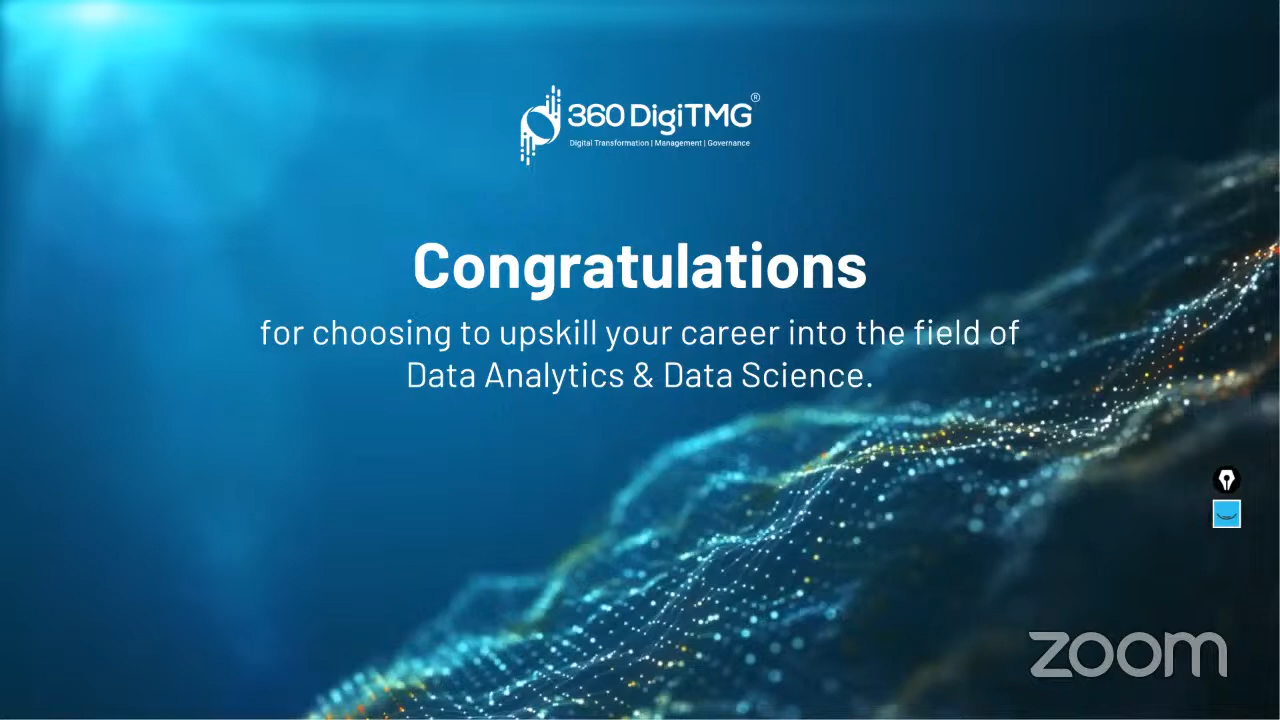 360 DigiTMG®
Digital Transformation | Management | Governance
Congratulations
for choosing to upskill your career into the field of
Data Analytics & Data Science.
zoom